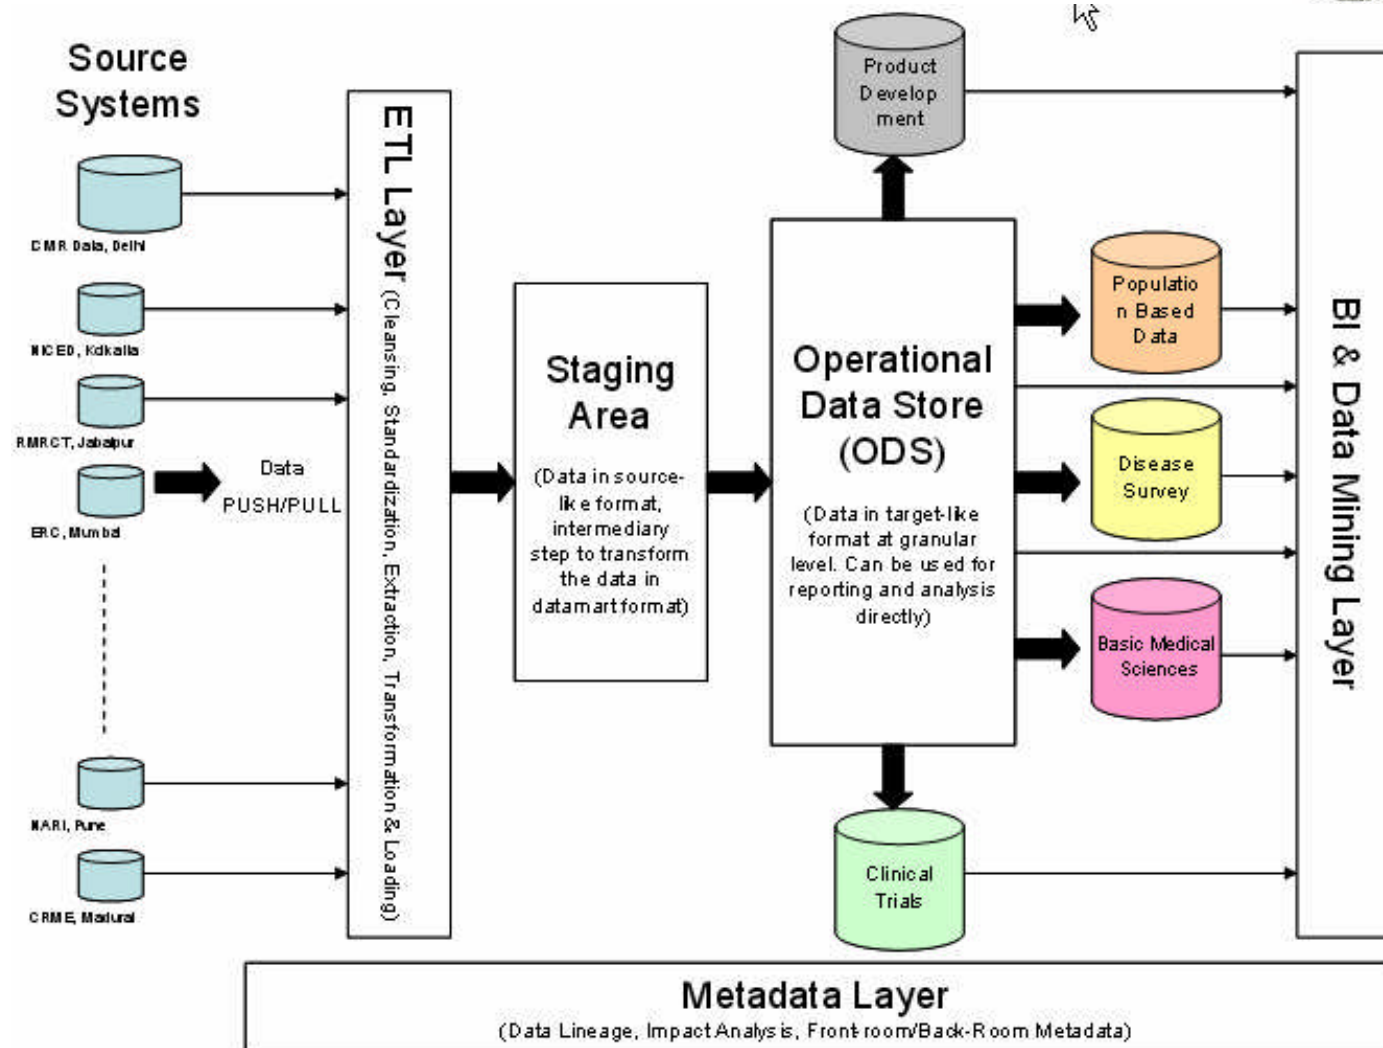 Source
Systems
CMR Data, Delhi
NICED, Kolkatta
RMRCT, Jabalpur
ERC, Mumbai
NARI, Pune
CRME, Madurai
Data
PUSH/PULL
ETL Layer (Cleansing, Standardization, Extraction, Transformation & Loading)
Staging
Area
(Data in source-
like format,
intermediary
step to transform
the data in
datamart format)
Operational
Data Store
(ODS)
(Data in target-like
format at granular
level. Can be used for
reporting and analysis
directly)
Product
Develop
ment
Populatio
n Based
Data
Disease
Survey
Basic Medical
Sciences
Clinical
Trials
BI & Data Mining Layer
Metadata Layer
(Data Lineage, Impact Analysis, Front-room/Back-Room Metadata)